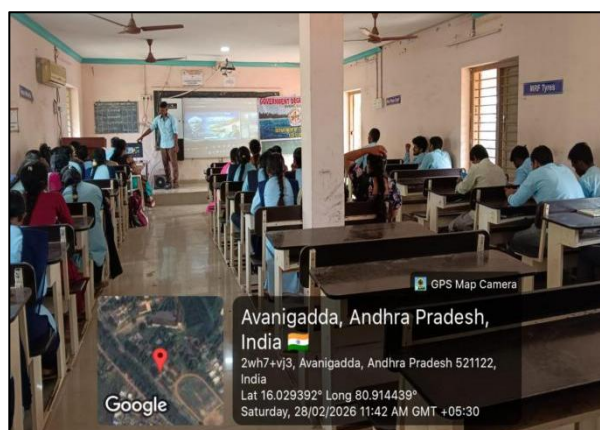 GOVERNMENT DEGR
MRF Tyres
GPS Map Camera
Avanigadda, Andhra Pradesh,
India
2wh7+vj3, Avanigadda, Andhra Pradesh 521122,
India
Lat 16.029392° Long 80.914439°
Saturday, 28/02/2026 11:42 AM GMT +05:30
Google